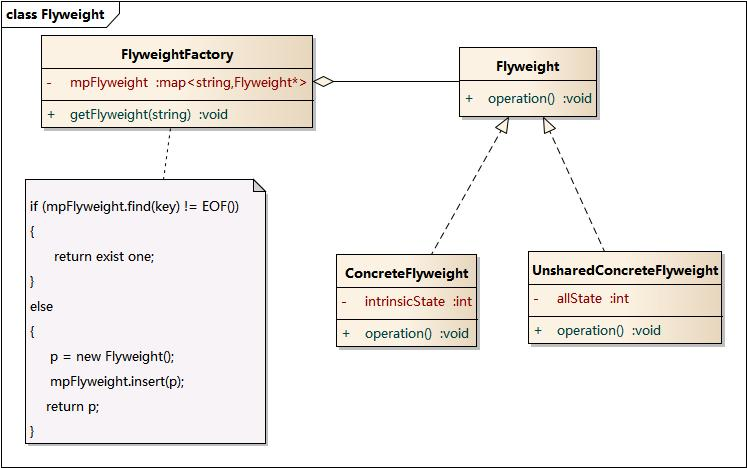 class Flyweight
FlyweightFactory
- mpFlyweight :map<string,Flyweight*>
+ getFlyweight(string) :void
Flyweight
+ operation() :void
if (mpFlyweight.find(key) != EOF())
{
return exist one;
}
else
{
p = new Flyweight();
mpFlyweight.insert(p);
return p;
}
ConcreteFlyweight
- intrinsicState :int
+ operation() :void
UnsharedConcreteFlyweight
- allState :int
+ operation() :void